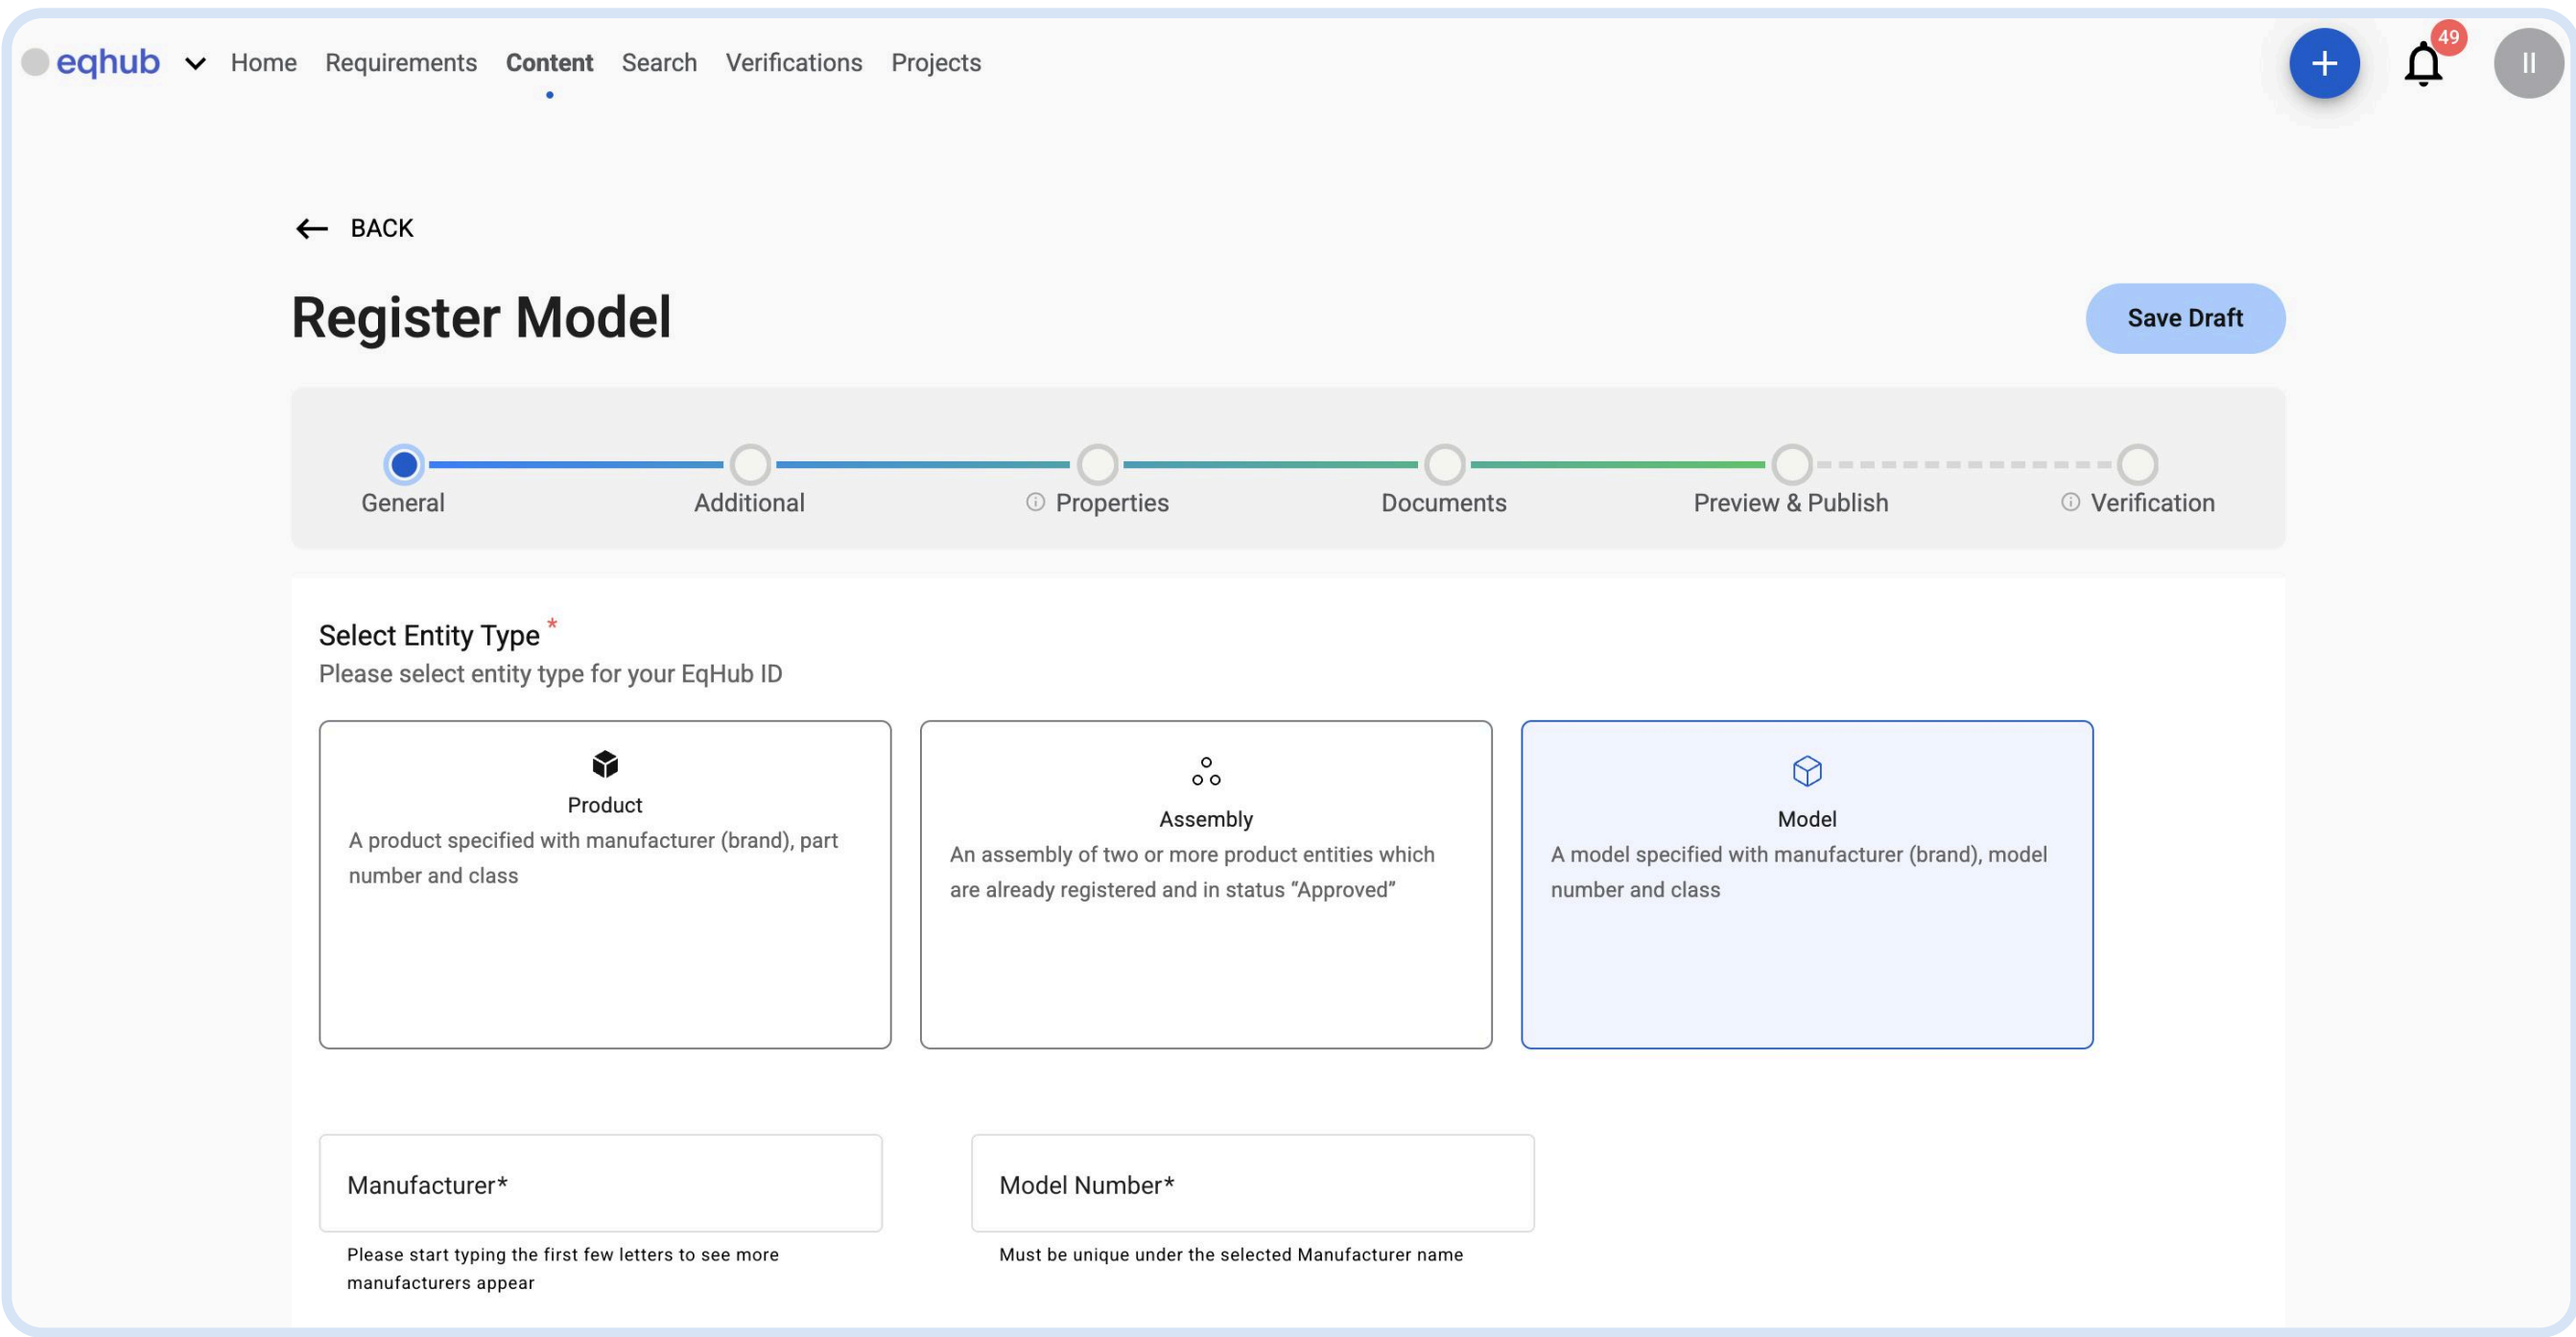 eqhub Home Requirements Content Search Verifications Projects + 49 II
BACK
Register Model
Save Draft
General Additional Properties Documents Preview & Publish Verification
Select Entity Type *
Please select entity type for your EqHub ID
Product
A product specified with manufacturer (brand), part
number and class
Assembly
An assembly of two or more product entities which
are already registered and in status “Approved”
Model
A model specified with manufacturer (brand), model
number and class
Manufacturer*
Please start typing the first few letters to see more
manufacturers appear
Model Number*
Must be unique under the selected Manufacturer name